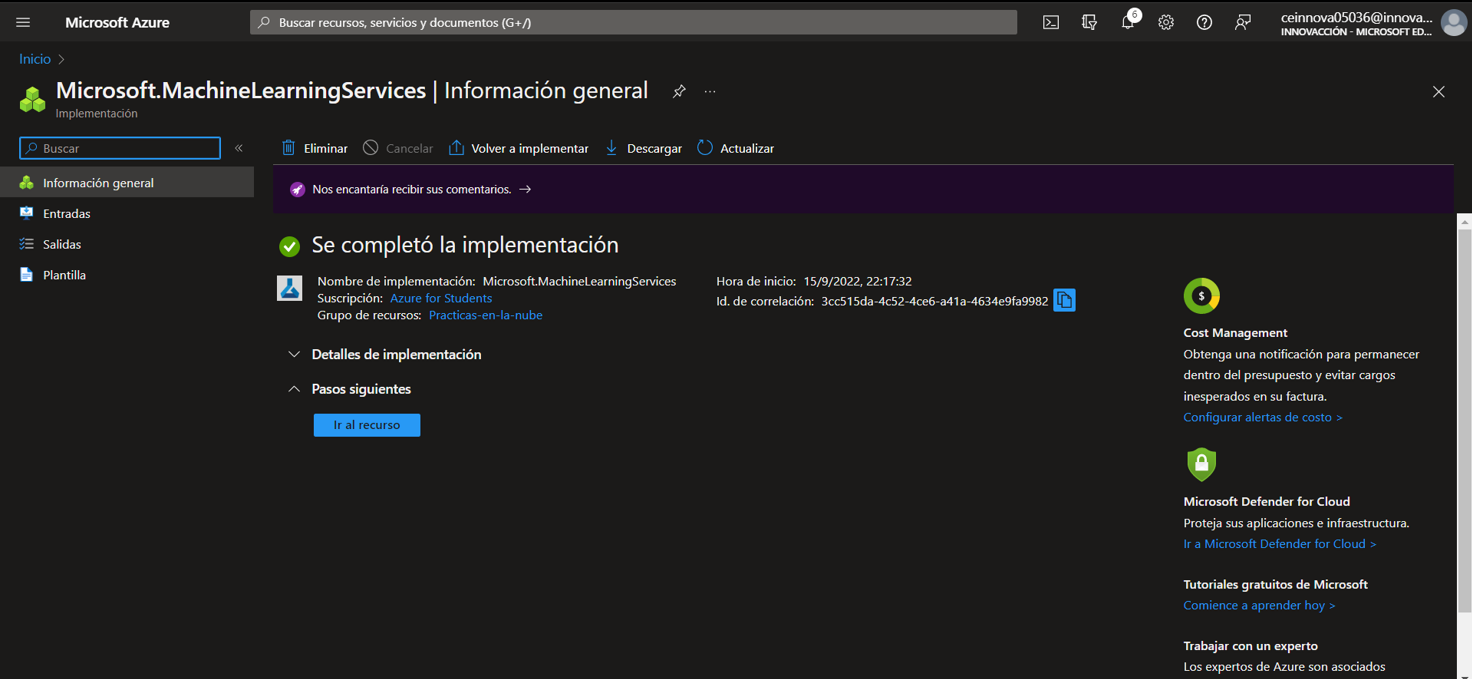 Microsoft Azure
Buscar recursos, servicios y documentos (G+/)
6
ceinnova05036@innova...
INNOVACCIÓN - MICROSOFT ED...
Inicio
Microsoft.MachineLearningServices | Información general
...
Implementación
Buscar
«
Eliminar
Cancelar
Volver a implementar
Descargar
Actualizar
Información general
Entradas
Salidas
Plantilla
Nos encantaría recibir sus comentarios. →
Se completó la implementación
Nombre de implementación: Microsoft.MachineLearningServices
Suscripción: Azure for Students
Grupo de recursos: Practicas-en-la-nube
Hora de inicio: 15/9/2022, 22:17:32
Id. de correlación: 3cc515da-4c52-4ce6-a41a-4634e9fa9982
Detalles de implementación
Pasos siguientes
Ir al recurso
$
Cost Management
Obtenga una notificación para permanecer
dentro del presupuesto y evitar cargos
inesperados en su factura.
Configurar alertas de costo >
Microsoft Defender for Cloud
Proteja sus aplicaciones e infraestructura.
Ir a Microsoft Defender for Cloud >
Tutoriales gratuitos de Microsoft
Comience a aprender hoy >
Trabajar con un experto
Los expertos de Azure son asociados